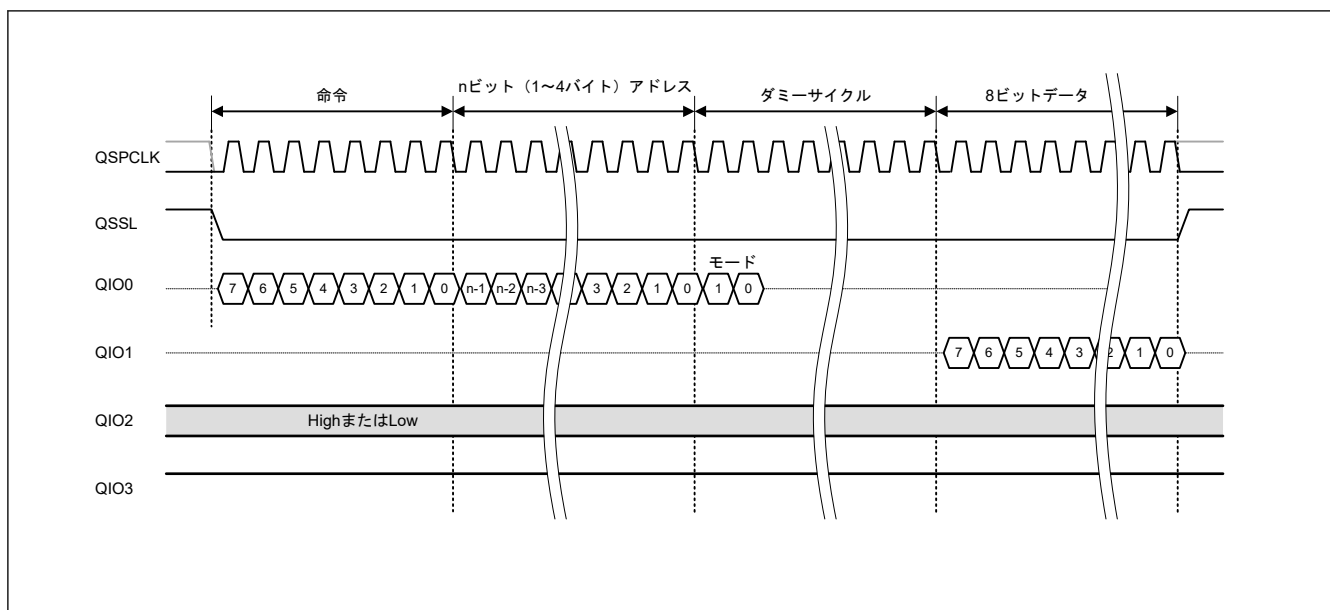 命令
nビット（1～4バイト）アドレス
ダミーサイクル
8ビットデータ
QSPCLK
QSSL
モード
QIO0
7 6 5 4 3 2 1 0 n-1 n-2 n-3 3 2 1 0 1 0
QIO1
7 6 5 4 3 2 1 0
QIO2
HighまたはLow
QIO3